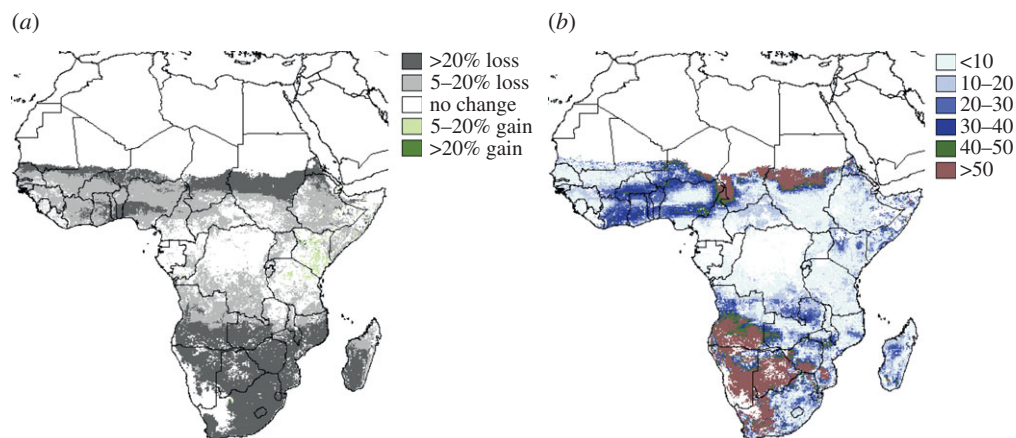 (a)
>20% loss
5–20% loss
no change
5–20% gain
>20% gain
(b)
<10
10–20
20–30
30–40
40–50
>50